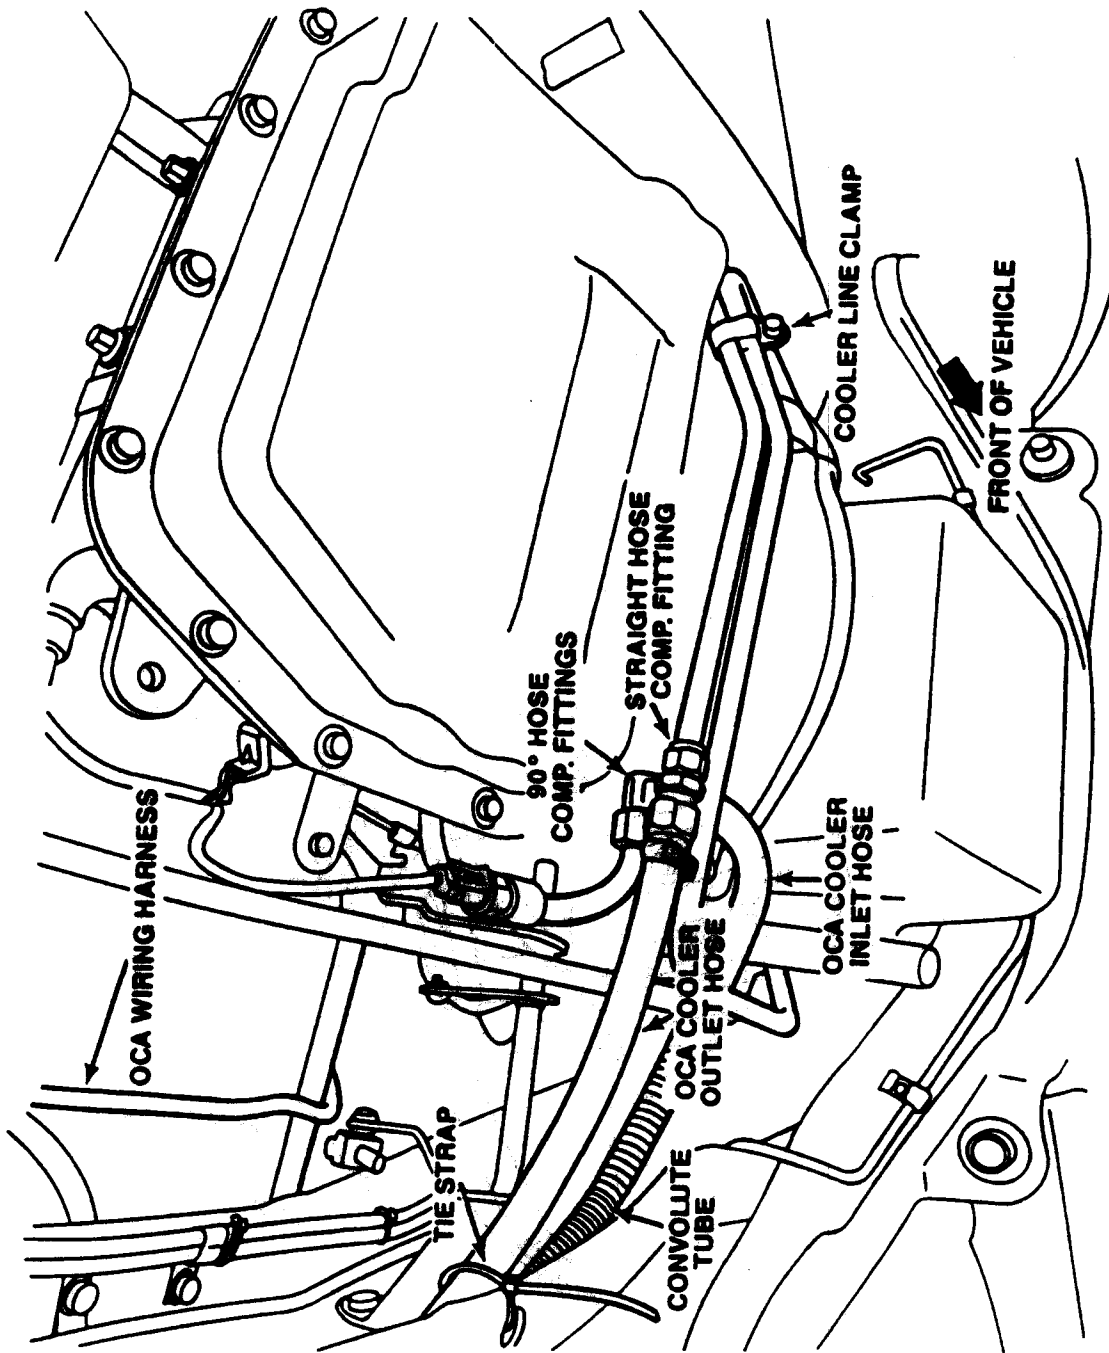 OCA WIRING HARNESS
TIE STRAP
90° HOSE
COMP. FITTINGS
STRAIGHT HOSE
COMP. FITTING
CONVOLUTE
TUBE
OCA COOLER
OUTLET HOSE
OCA COOLER
INLET HOSE
COOLER LINE CLAMP
FRONT OF VEHICLE